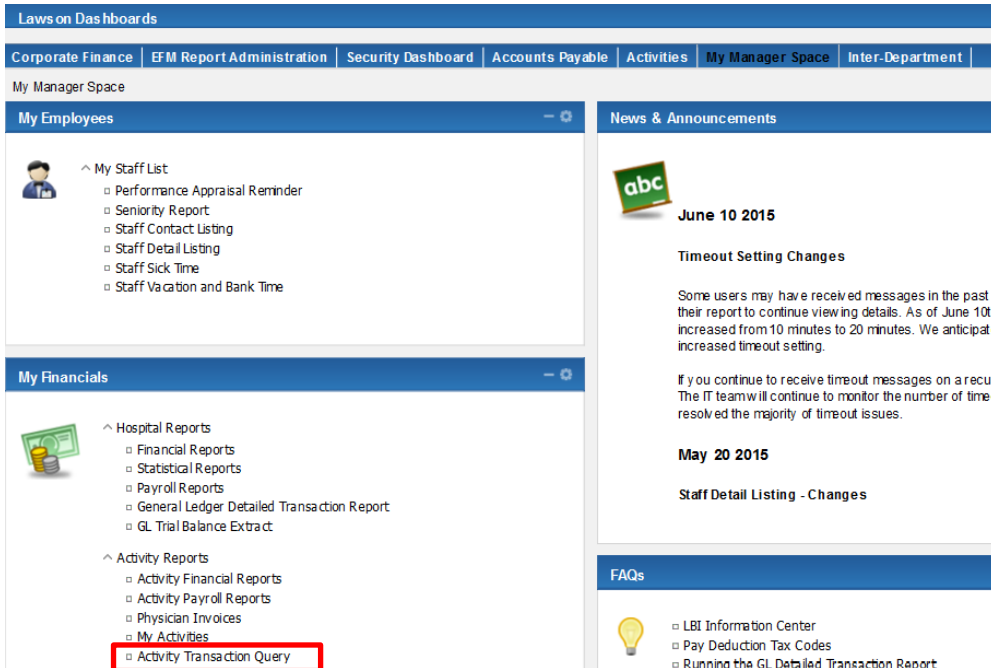 Lawson Dashboards
Corporate Finance EFM Report Administration Security Dashboard Accounts Payable Activities My Manager Space Inter-Department
My Manager Space
My Employees
My Staff List
Performance Appraisal Reminder
Seniority Report
Staff Contact Listing
Staff Detail Listing
Staff Sick Time
Staff Vacation and Bank Time
My Financials
Hospital Reports
Financial Reports
Statistical Reports
Payroll Reports
General Ledger Detailed Transaction Report
GL Trial Balance Extract
Activity Reports
Activity Financial Reports
Activity Payroll Reports
Physician Invoices
My Activities
Activity Transaction Query
News & Announcements
abc
June 10 2015
Timeout Setting Changes
Some users may have received messages in the past
their report to continue viewing details. As of June 10t
increased from 10 minutes to 20 minutes. We anticipat
increased timeout setting.
If you continue to receive timeout messages on a recu
The IT team will continue to monitor the number of time
resolved the majority of timeout issues.
May 20 2015
Staff Detail Listing - Changes
FAQs
LBI Information Center
Pay Deduction Tax Codes
Running the GL Detailed Transaction Report